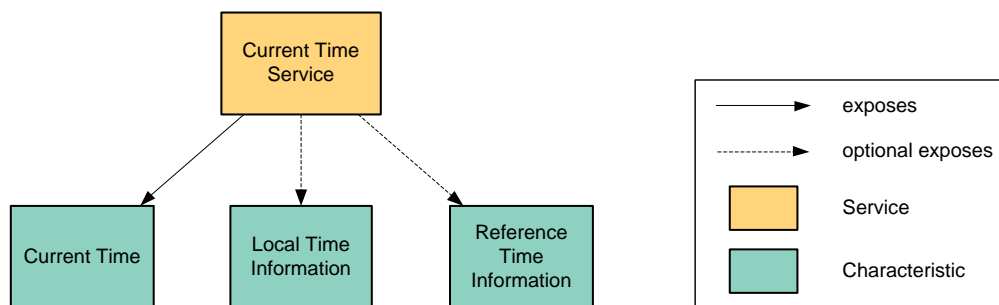 Current Time
Service
Current Time
Local Time
Information
Reference
Time
Information
exposes
optional exposes
Service
Characteristic